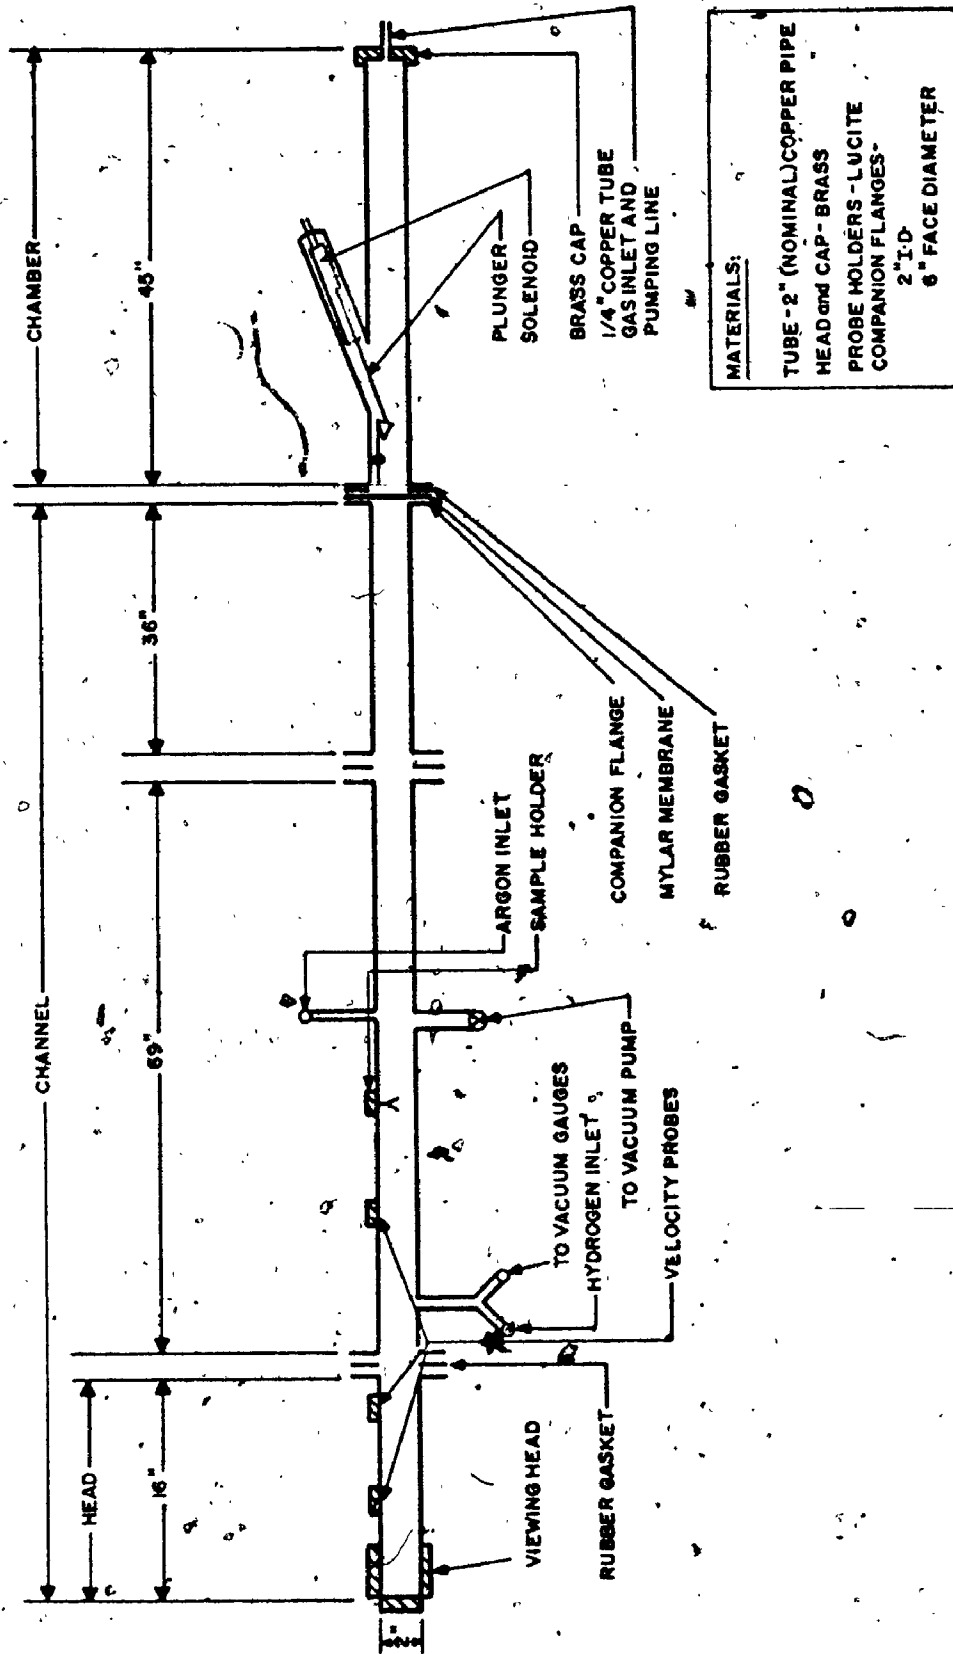 CHANNEL
CHAMBER
HEAD
16"
69"
36"
45"
2"
ARGON INLET
SAMPLE HOLDER
PLUNGER
SOLENOID
BRASS CAP
1/4" COPPER TUBE
GAS INLET AND
PUMPING LINE
VIEWING HEAD
RUBBER GASKET
TO VACUUM GAUGES
HYDROGEN INLET
TO VACUUM PUMP
VELOCITY PROBES
COMPANION FLANGE
MYLAR MEMBRANE
RUBBER GASKET
MATERIALS:
TUBE-2" (NOMINAL) COPPER PIPE
HEAD and CAP-BRASS
PROBE HOLDERS-LUCITE
COMPANION FLANGES-
2" I-D-
6" FACE DIAMETER